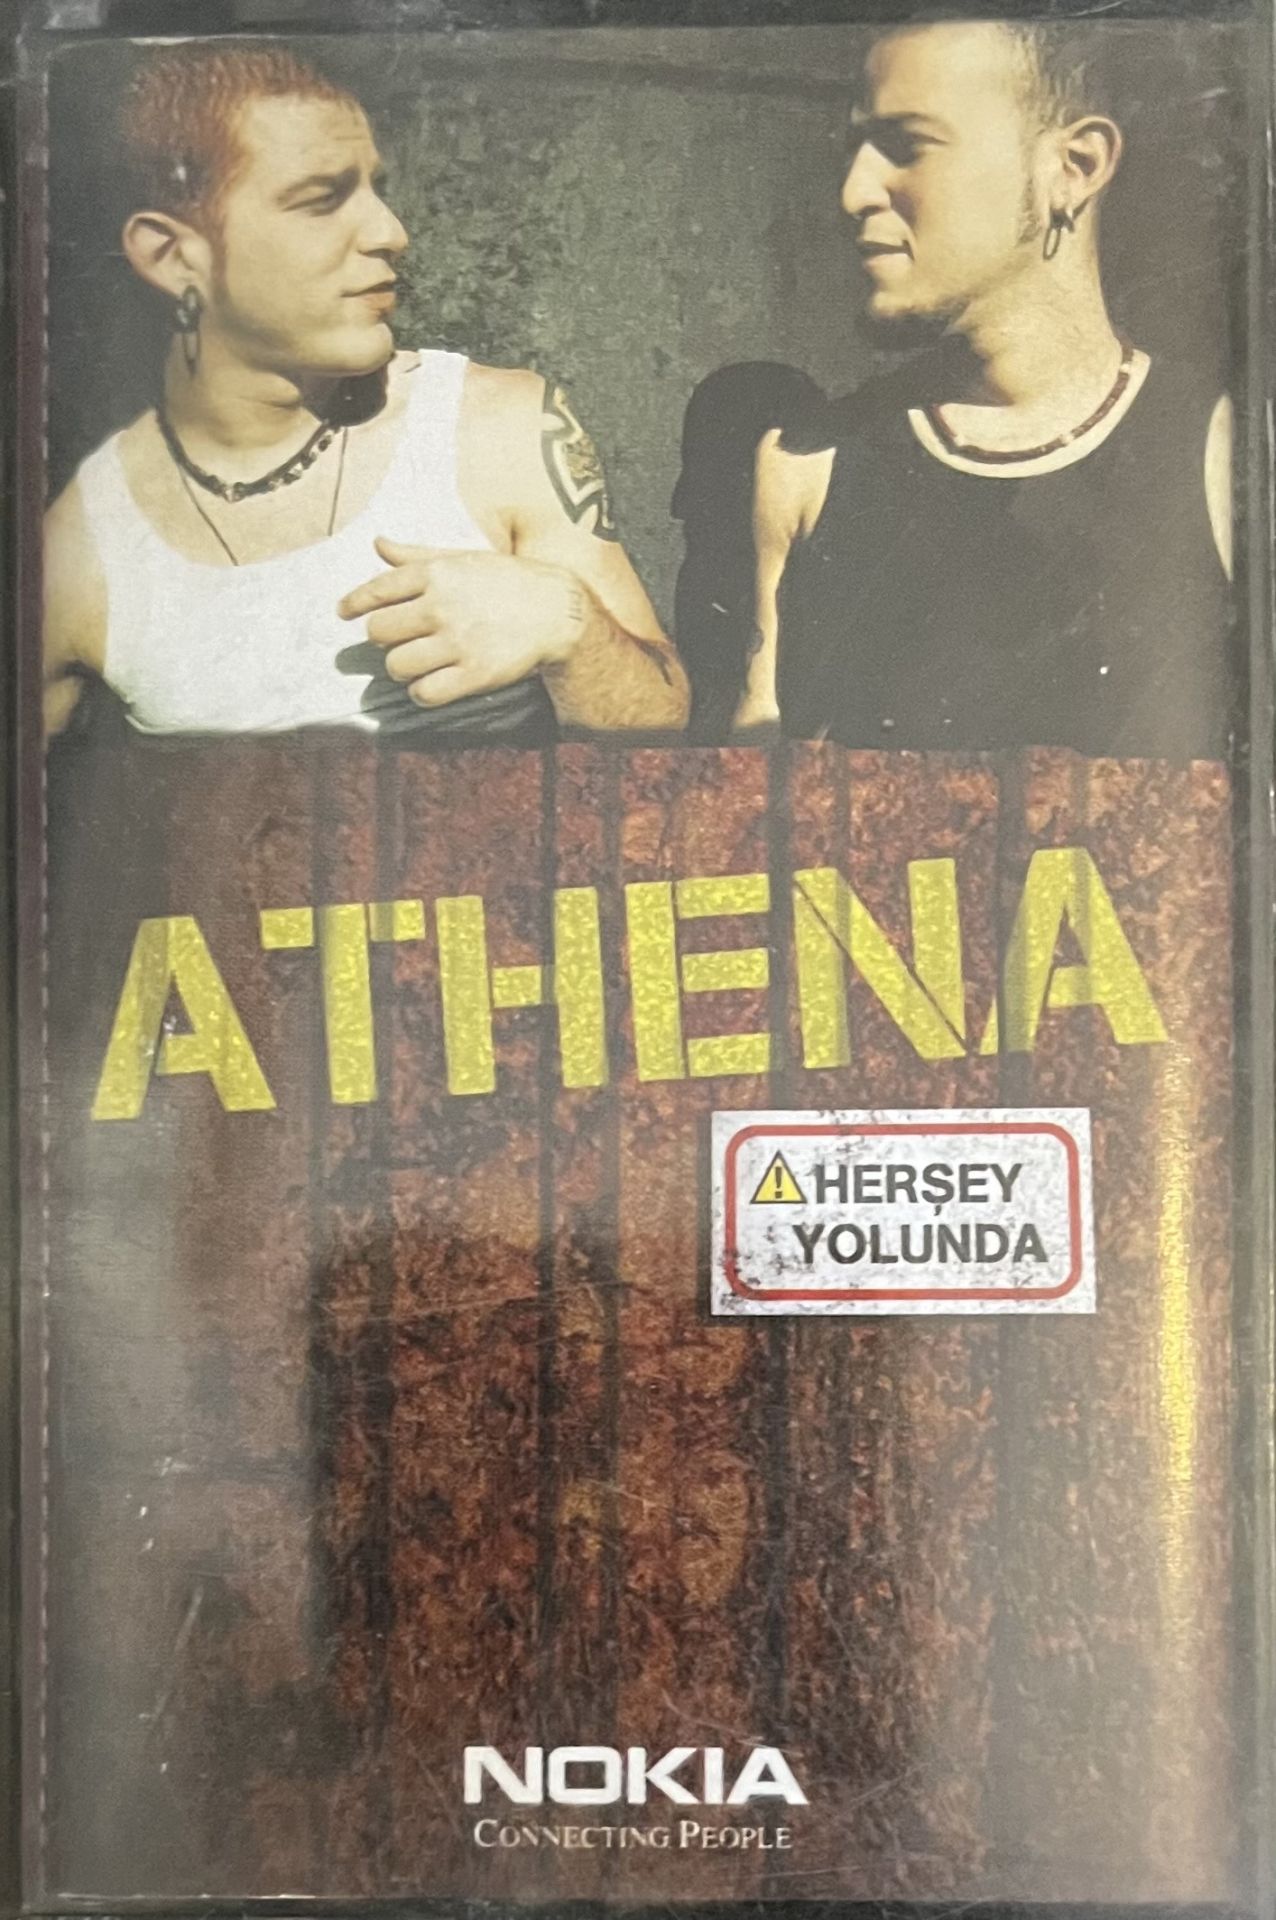 ATHENA
HERŞEY
YOLUNDA
NOKIA
CONNECTING PEOPLE